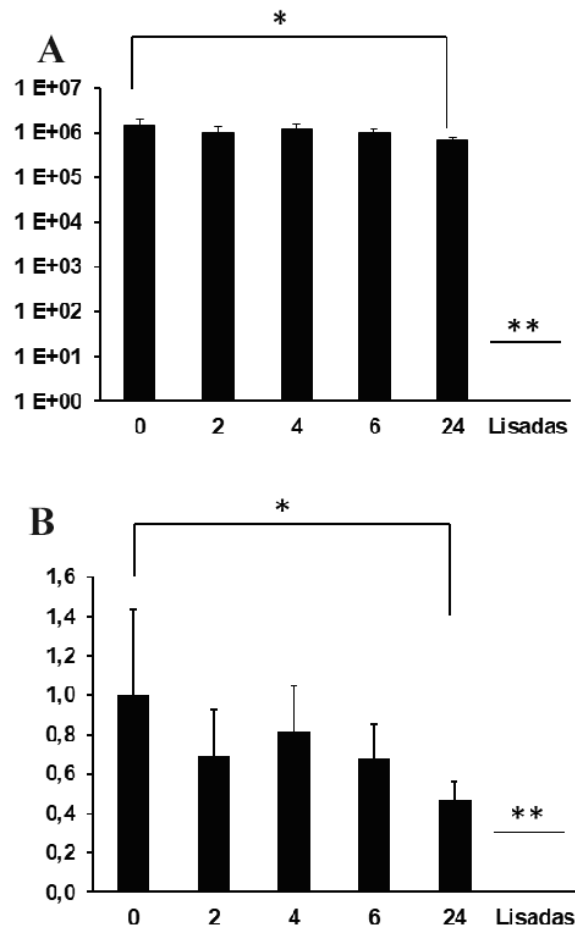 *
A
1 E+07
1 E+06
1 E+05
1 E+04
1 E+03
1 E+02
1 E+01
1 E+00
**
0 2 4 6 24 Lisadas
*
B
1,6
1,4
1,2
1,0
0,8
0,6
0,4
0,2
0,0
**
0 2 4 6 24 Lisadas